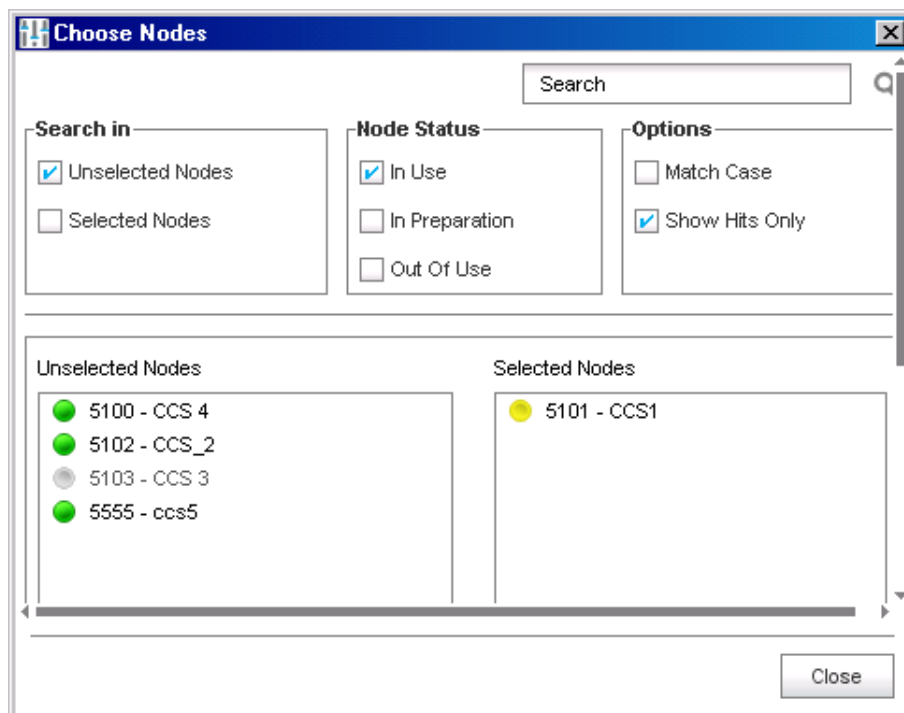 Choose Nodes
Search
Search in
Node Status
Options
Unselected Nodes
In Use
Match Case
Selected Nodes
In Preparation
Show Hits Only
Out Of Use
Unselected Nodes
Selected Nodes
5100 - CCS 4
5101 - CCS1
5102 - CCS_2
5103 - CCS 3
5555 - ccs5
Close